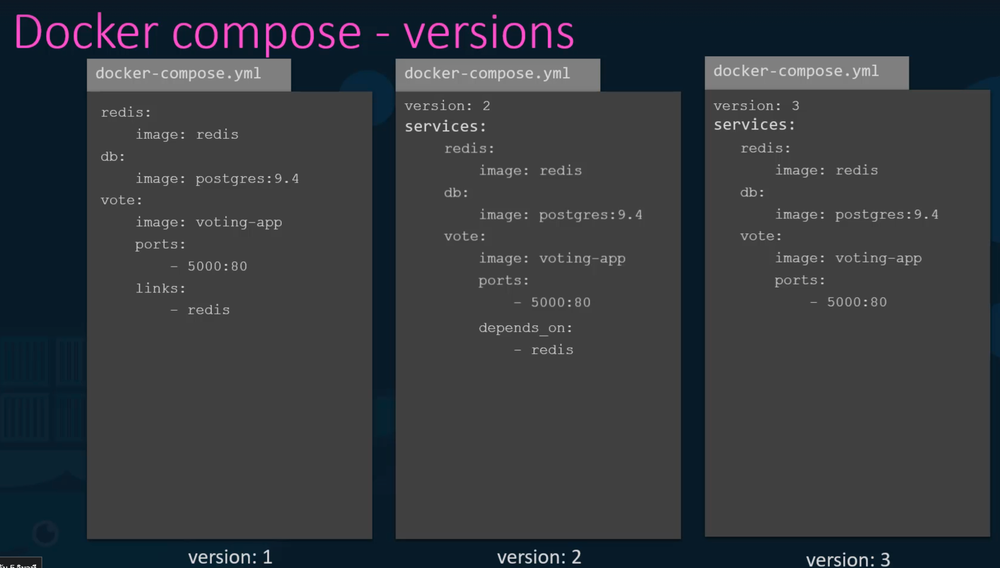 Docker compose - versions
docker-compose.yml
redis:
image: redis
db:
image: postgres:9.4
vote:
image: voting-app
ports:
- 5000:80
links:
- redis
version: 1
docker-compose.yml
version: 2
services:
redis:
image: redis
db:
image: postgres:9.4
vote:
image: voting-app
ports:
- 5000:80
depends_on:
- redis
version: 2
docker-compose.yml
version: 3
services:
redis:
image: redis
db:
image: postgres:9.4
vote:
image: voting-app
ports:
- 5000:80
version: 3